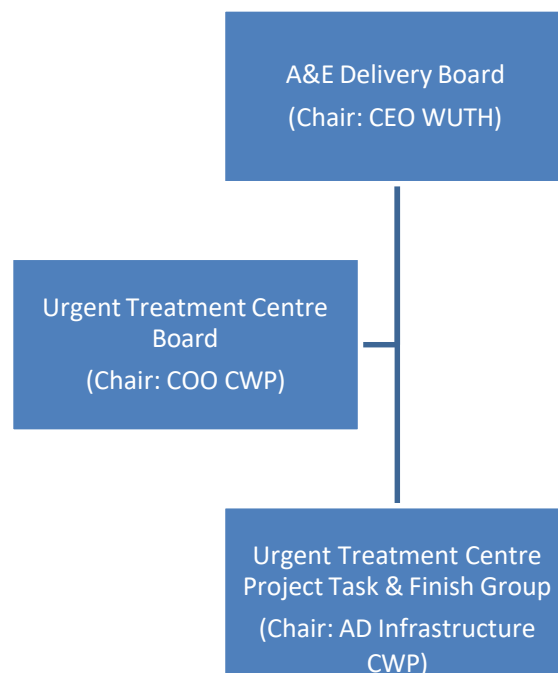 A&E Delivery Board
(Chair: CEO WUTH)
Urgent Treatment Centre
Board
(Chair: COO CWP)
Urgent Treatment Centre
Project Task & Finish Group
(Chair: AD Infrastructure
CWP)